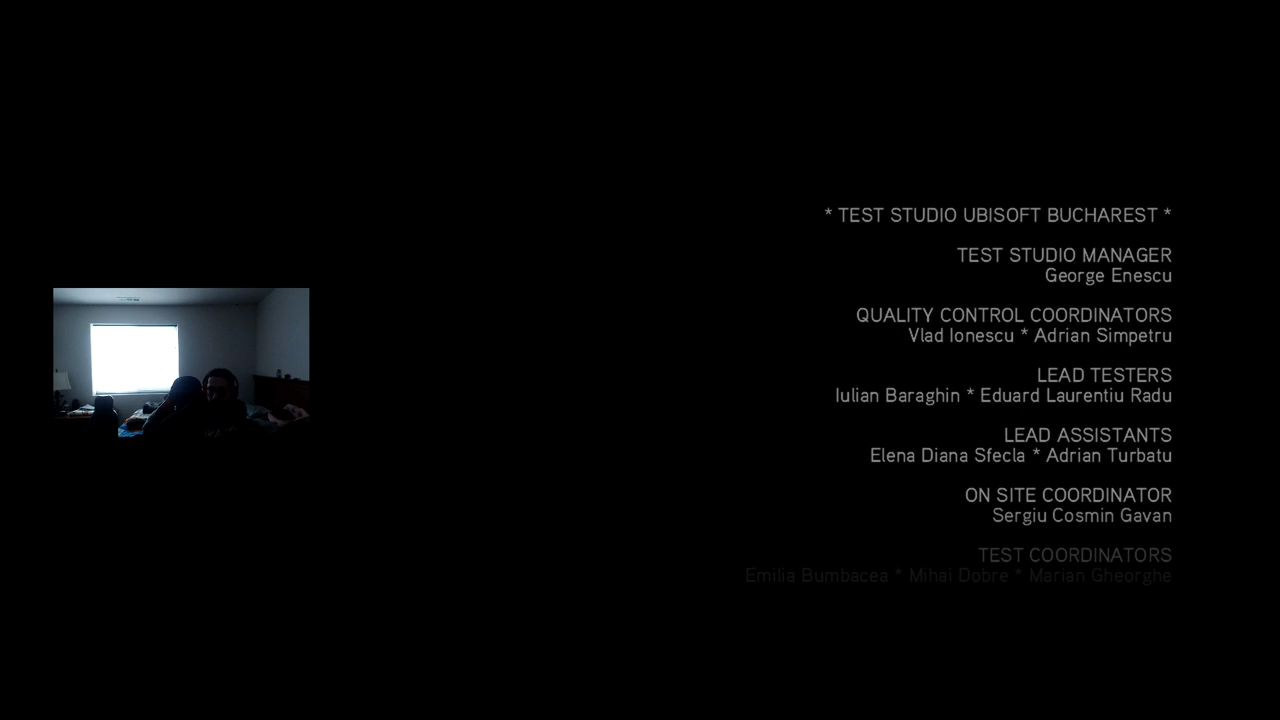 * TEST STUDIO UBISOFT BUCHAREST *
TEST STUDIO MANAGER
George Enescu
QUALITY CONTROL COORDINATORS
Vlad Ionescu * Adrian Simpetru
LEAD TESTERS
Iulian Baraghin * Eduard Laurentiu Radu
LEAD ASSISTANTS
Elena Diana Sfecla * Adrian Turbatu
ON SITE COORDINATOR
Sergiu Cosmin Gavan
TEST COORDINATORS
Emilia Bumbacea * Mihai Dobre * Marian Gheorghe